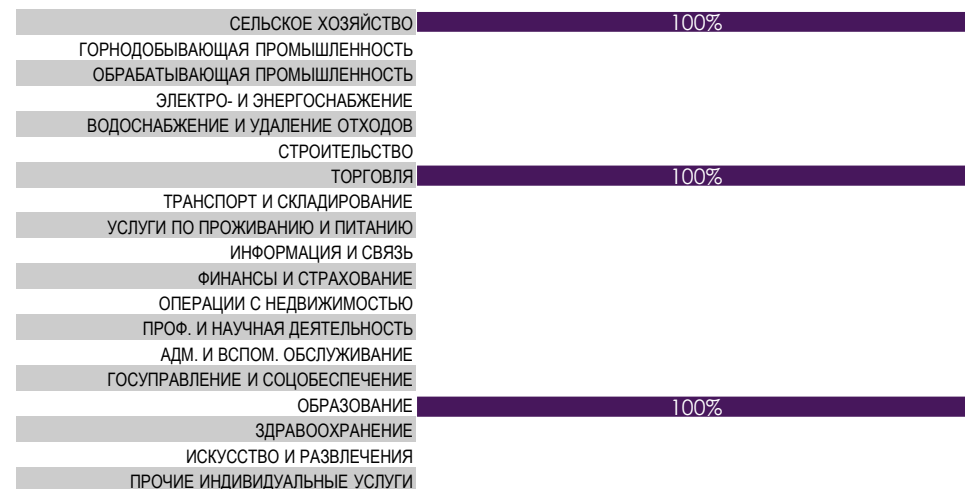 СЕЛЬСКОЕ ХОЗЯЙСТВО 100%
ГОРНОДОБЫВАЮЩАЯ ПРОМЫШЛЕННОСТЬ
ОБРАБАТЫВАЮЩАЯ ПРОМЫШЛЕННОСТЬ
ЭЛЕКТРО- И ЭНЕРГОСНАБЖЕНИЕ
ВОДОСНАБЖЕНИЕ И УДАЛЕНИЕ ОТХОДОВ
СТРОИТЕЛЬСТВО
ТОРГОВЛЯ 100%
ТРАНСПОРТ И СКЛАДИРОВАНИЕ
УСЛУГИ ПО ПРОЖИВАНИЮ И ПИТАНИЮ
ИНФОРМАЦИЯ И СВЯЗЬ
ФИНАНСЫ И СТРАХОВАНИЕ
ОПЕРАЦИИ С НЕДВИЖИМОСТЬЮ
ПРОФ. И НАУЧНАЯ ДЕЯТЕЛЬНОСТЬ
АДМ. И ВСПОМ. ОБСЛУЖИВАНИЕ
ГОСУПРАВЛЕНИЕ И СОЦОБЕСПЕЧЕНИЕ
ОБРАЗОВАНИЕ 100%
ЗДРАВООХРАНЕНИЕ
ИСКУССТВО И РАЗВЛЕЧЕНИЯ
ПРОЧИЕ ИНДИВИДУАЛЬНЫЕ УСЛУГИ